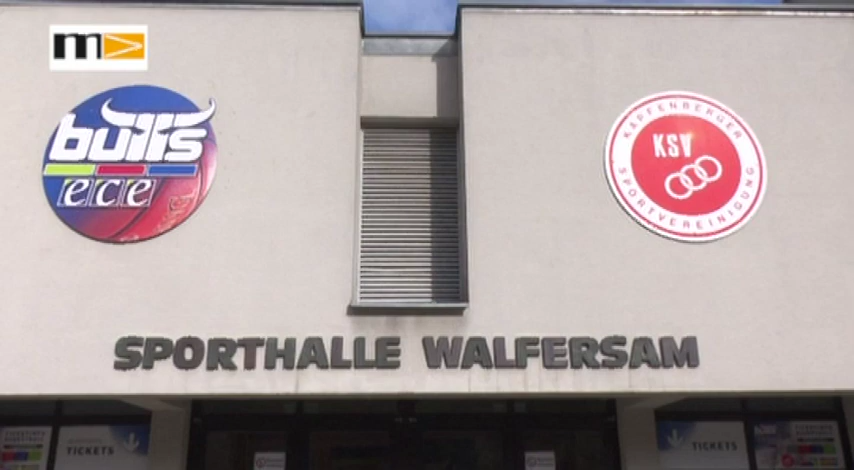 m
bulls
ece
KAPFENBERGER
KSV
SPORTVEREINIGUNG
SPORTHALLE WALFERSAM
TICKETS
TICKETS